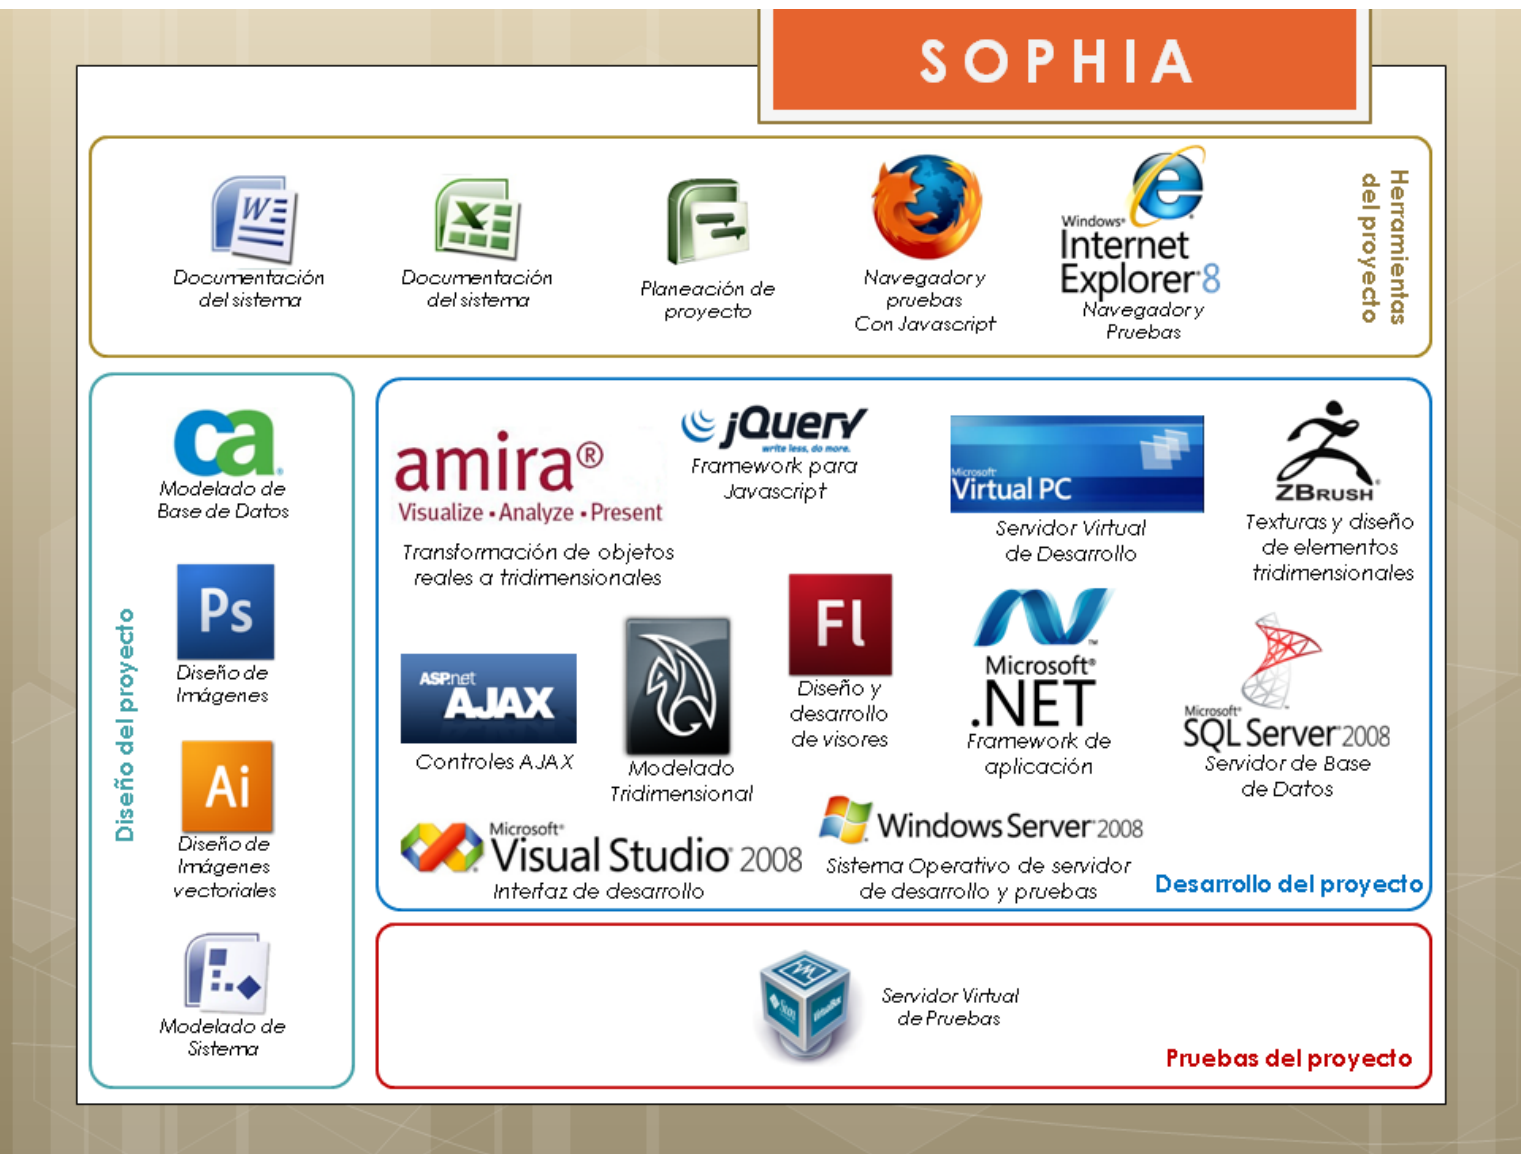 SOPHIA
Herramientas
del proyecto
W
Documentación
del sistema
X
Documentación
del sistema
Planeación de
proyecto
Navegador y
pruebas
Con Javascript
Windows®
Internet
Explorer 8
Navegador y
Pruebas
Diseño del proyecto
ca
Modelado de
Base de Datos
Ps
Diseño de
Imágenes
Ai
Diseño de
Imágenes
vectoriales
Modelado de
Sistema
amira®
Visualize • Analyze • Present
Transformación de objetos
reales a tridimensionales
jQuery
write less, do more.
Framework para
Javascript
Microsoft®
Virtual PC
Servidor Virtual
de Desarrollo
ZBRUSH®
Texturas y diseño
de elementos
tridimensionales
ASP.net
AJAX
Controles AJAX
Modelado
Tridimensional
Fl
Diseño y
desarrollo
de visores
Microsoft®
.NET
Framework de
aplicación
Microsoft®
SQL Server 2008
Servidor de Base
de Datos
Microsoft®
Visual Studio 2008
Interfaz de desarrollo
Windows Server 2008
Sistema Operativo de servidor
de desarrollo y pruebas
Desarrollo del proyecto
Sun
VirtualBox
Servidor Virtual
de Pruebas
Pruebas del proyecto